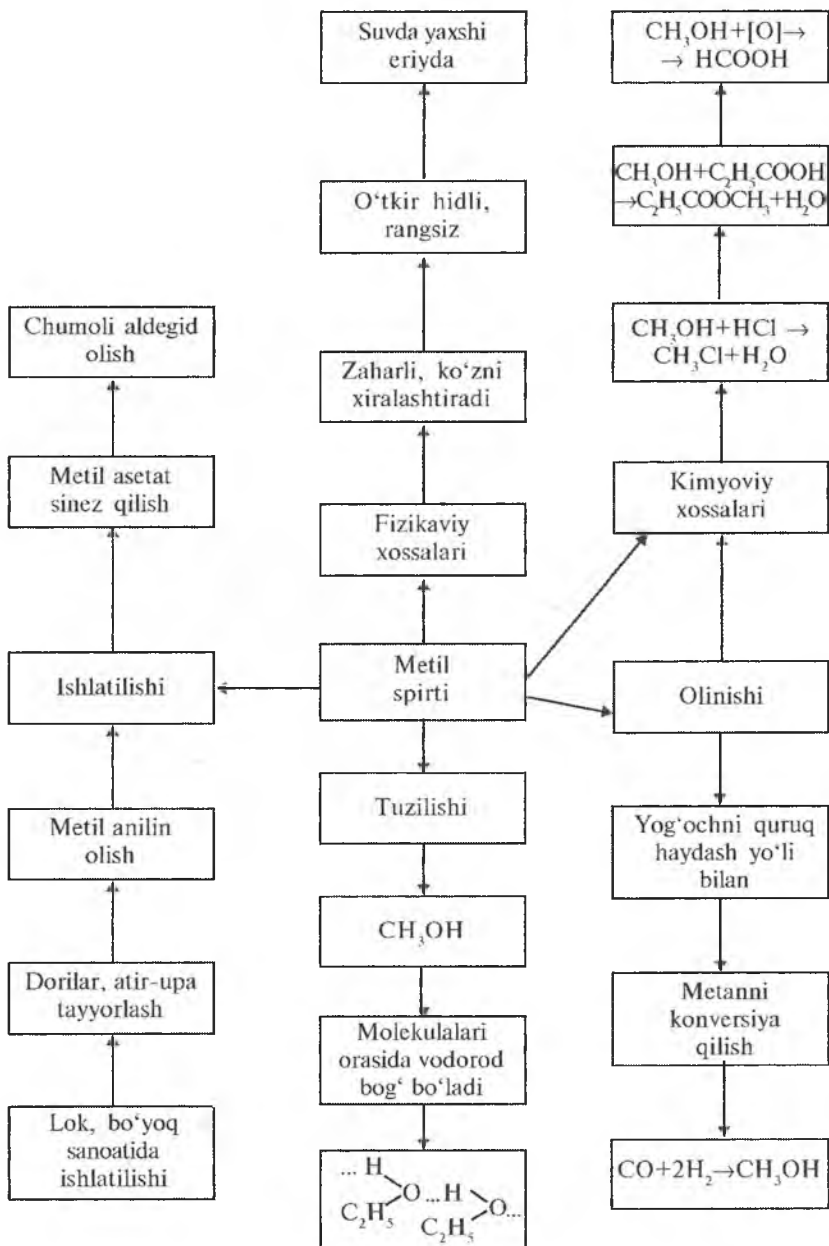 Suvda yaxshi
eriyda
O‘tkir hidli,
rangsiz
Zaharli, ko‘zni
xiralashtiradi
Fizikaviy
xossalari
Metil
spirti
Tuzilishi
CH₃OH
Molekulalari
orasida vodorod
bog‘ bo‘ladi
... H
O ... H
C₂H₅
O...
C₂H₅
Chumoli aldegid
olish
Metil asetat
sinez qilish
Ishlatilishi
Metil anilin
olish
Dorilar, atir-upa
tayyorlash
Lok, bo‘yoq
sanoatida
ishlatilishi
CH₃OH+[O]→
→ HCOOH
CH₃OH+C₂H₅COOH
→C₂H₅COOCH₃+H₂O
CH₃OH+HCl →
CH₃Cl+H₂O
Kimyoviy
xossalari
Olinishi
Yog‘ochni quruq
haydash yo‘li
bilan
Metanni
konversiya
qilish
CO+2H₂→CH₃OH